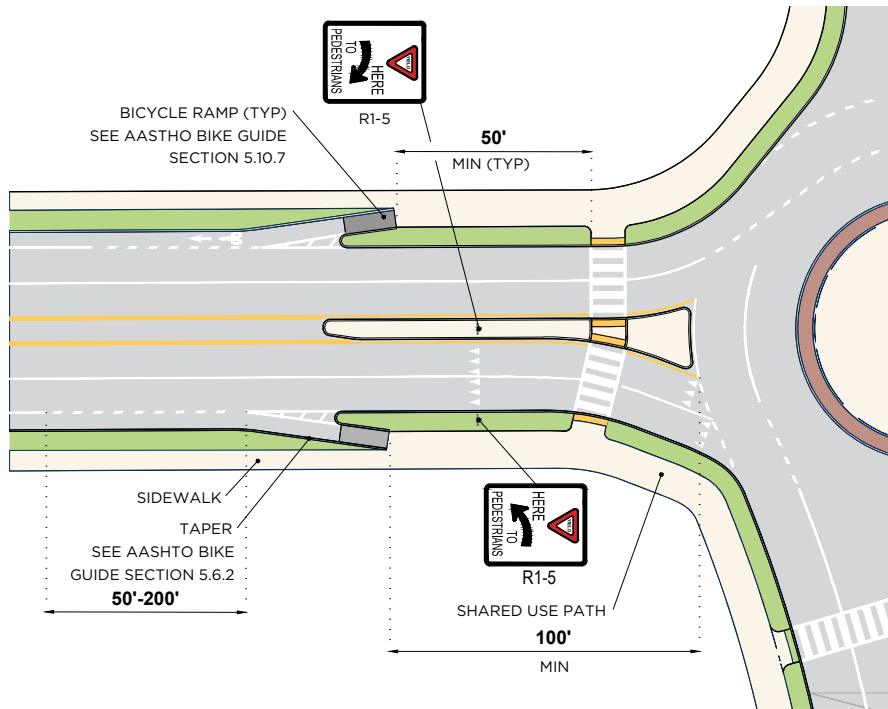 YIELD
HERE
TO
PEDESTRIANS
R1-5
BICYCLE RAMP (TYP)
SEE AASTHO BIKE GUIDE
SECTION 5.10.7
50'
MIN (TYP)
SIDEWALK
TAPER
SEE AASHTO BIKE
GUIDE SECTION 5.6.2
50'-200'
YIELD
HERE
TO
PEDESTRIANS
R1-5
SHARED USE PATH
100'
MIN